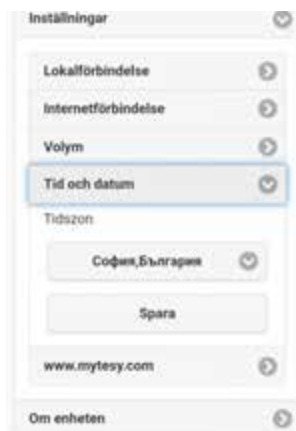 Inställningar
Lokalförbindelse
Internetförbindelse
Volym
Tid och datum
Tidszon
София,България
Spara
www.mytesy.com
Om enheten